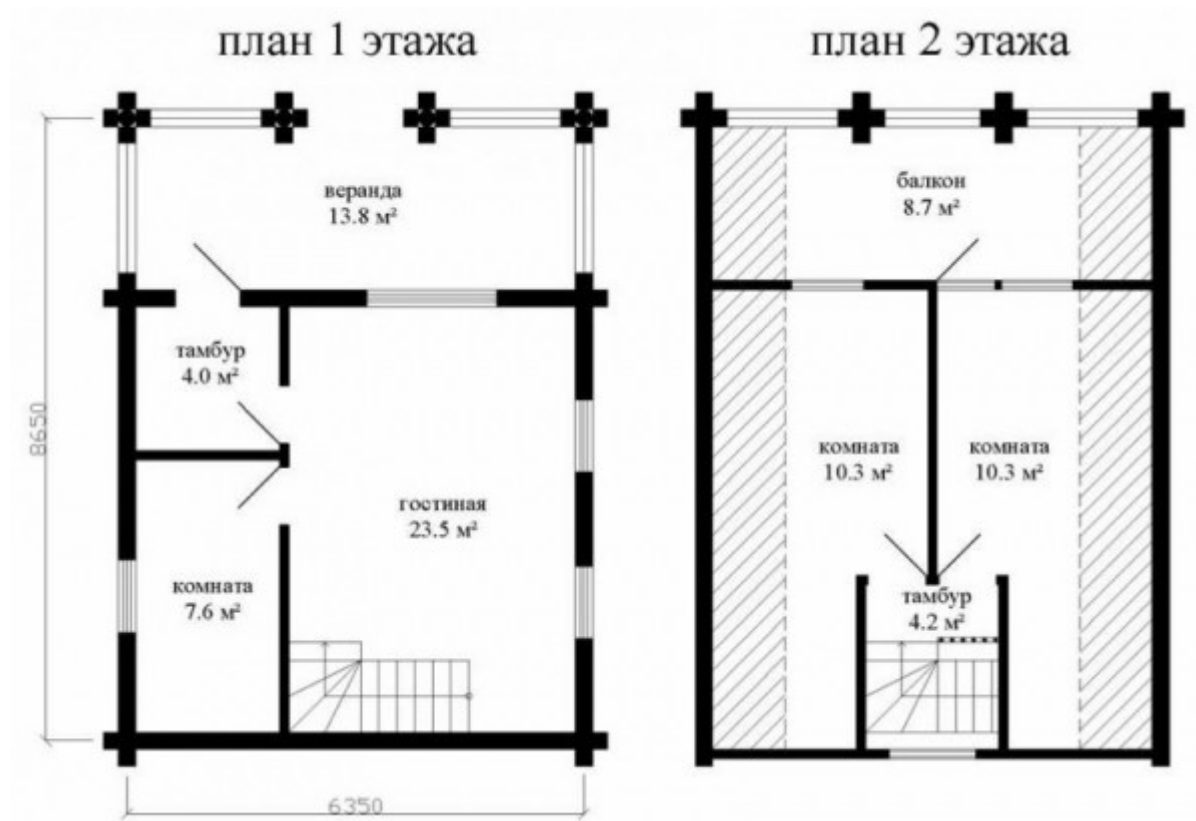 план 1 этажа
план 2 этажа
веранда
13.8 м²
тамбур
4.0 м²
гостиная
23.5 м²
комната
7.6 м²
8650
6350
балкон
8.7 м²
комната
10.3 м²
комната
10.3 м²
тамбур
4.2 м²